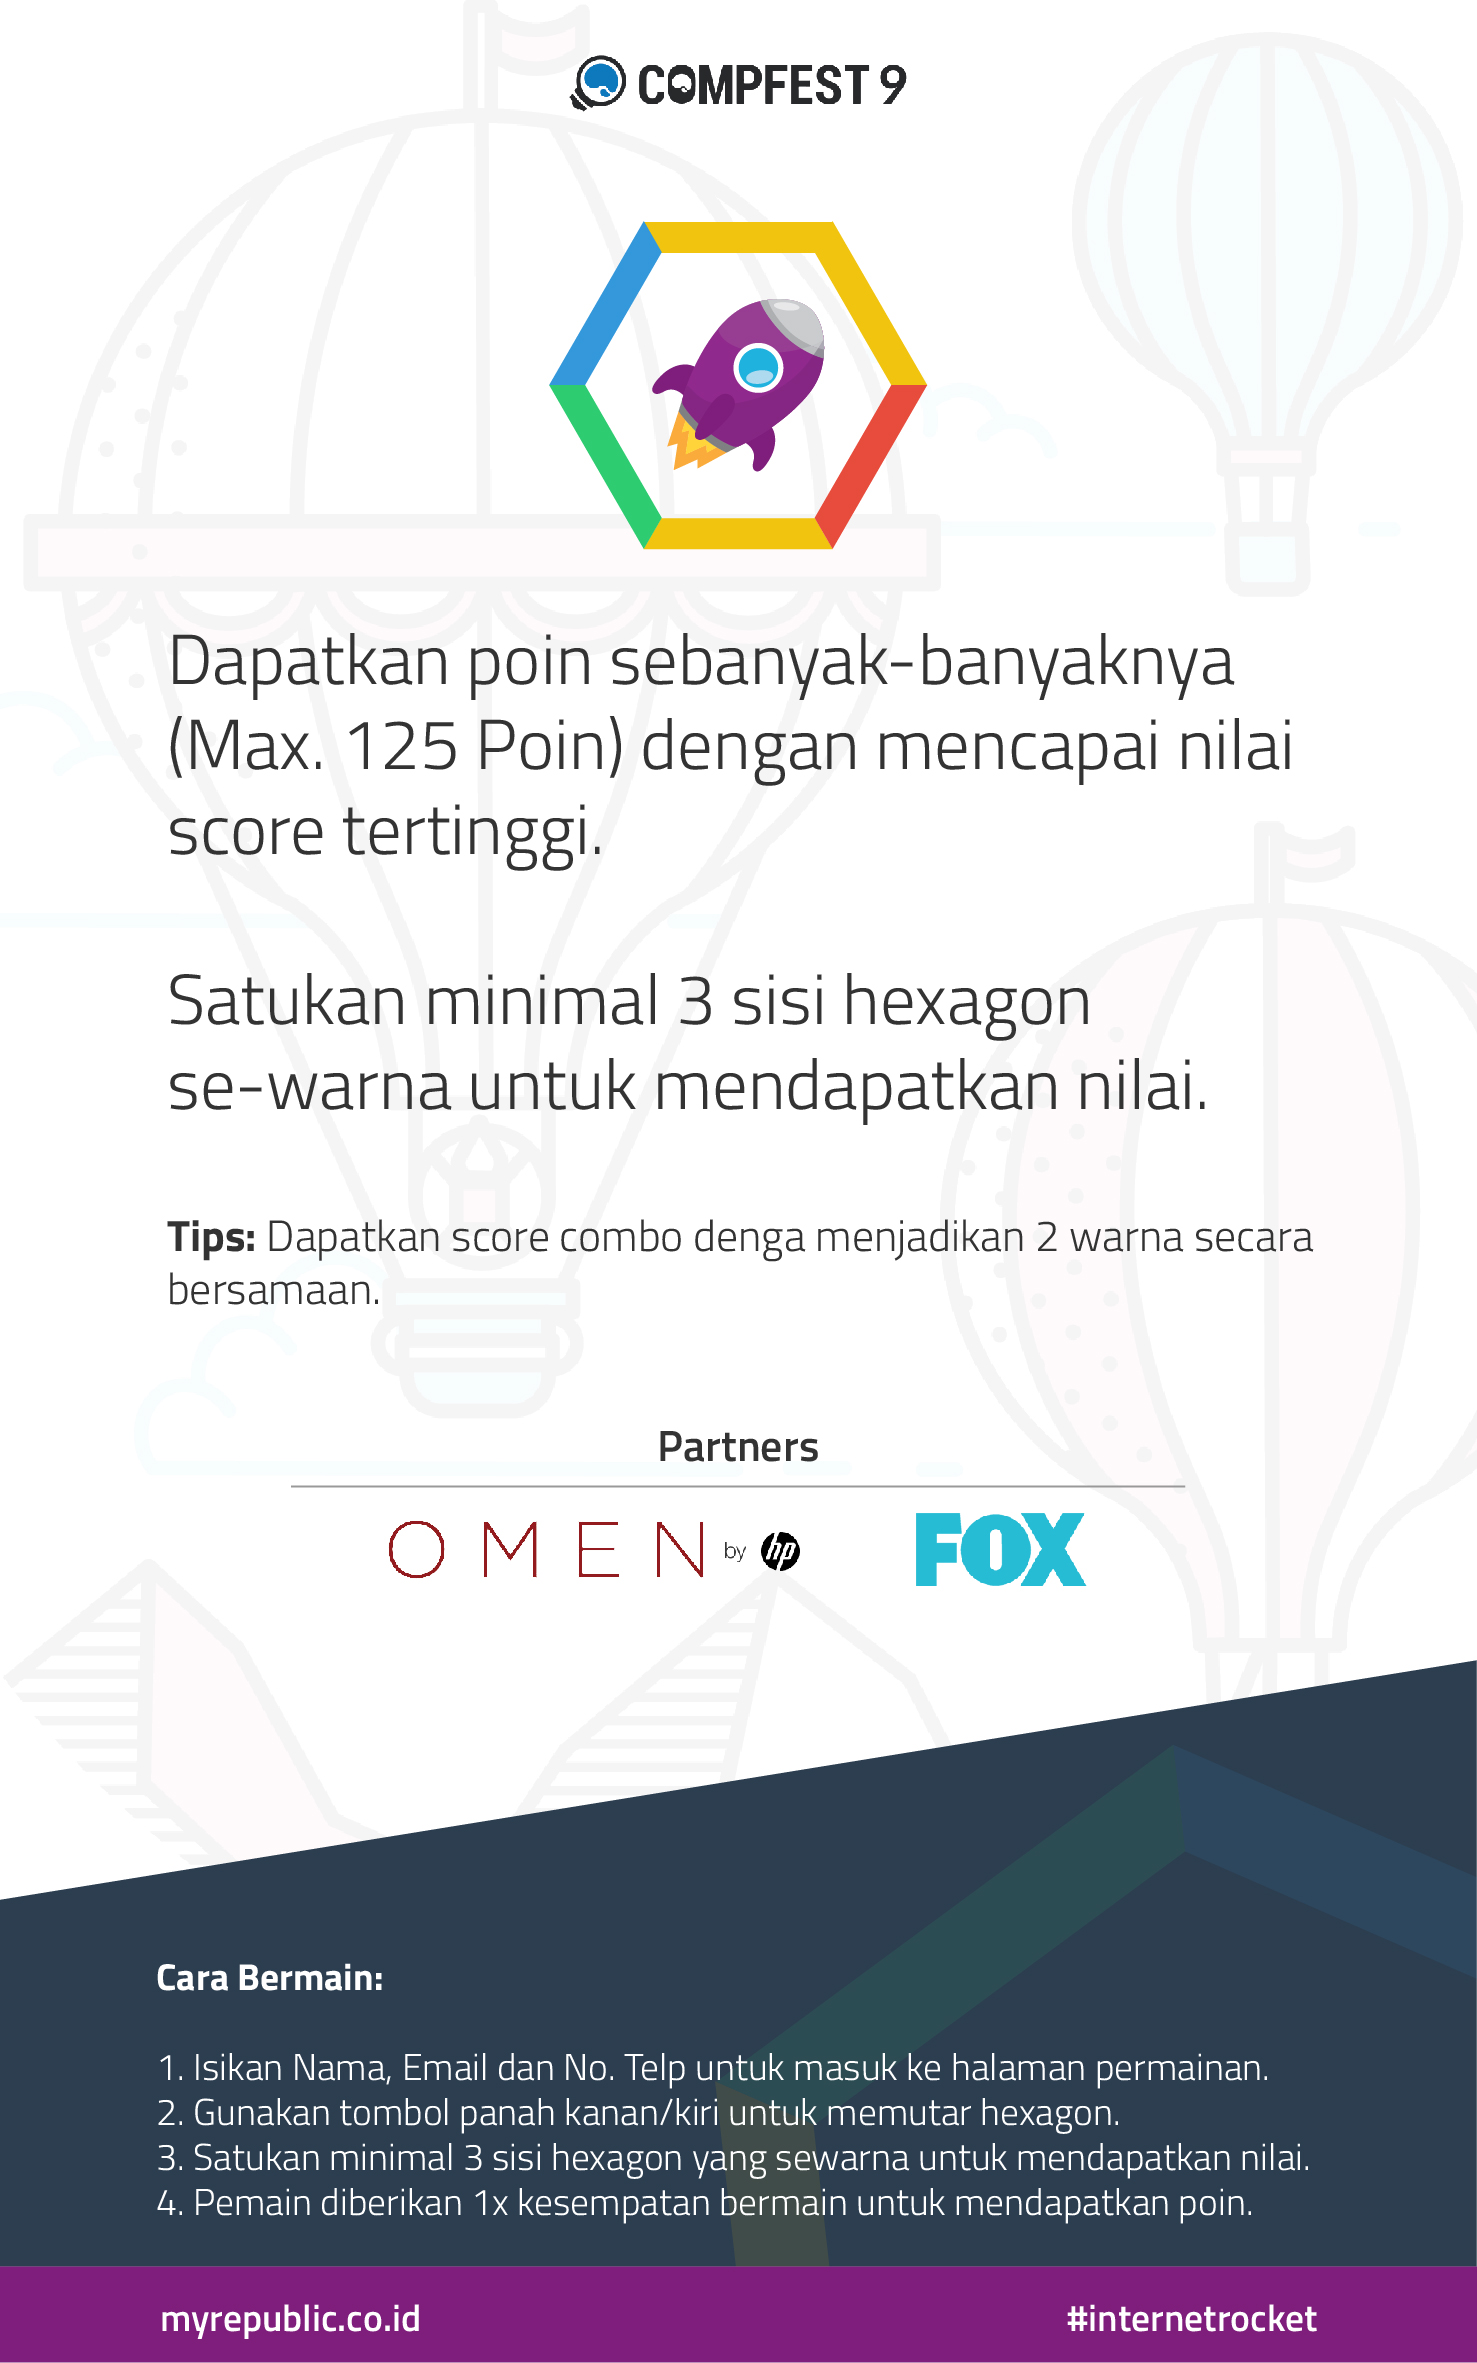 COMPFEST 9
Dapatkan poin sebanyak-banyaknya
(Max. 125 Poin) dengan mencapai nilai
score tertinggi.
Satukan minimal 3 sisi hexagon
se-warna untuk mendapatkan nilai.
Tips: Dapatkan score combo denga menjadikan 2 warna secara
bersamaan.
Partners
OMEN by hp FOX
Cara Bermain:
1. Isikan Nama, Email dan No. Telp untuk masuk ke halaman permainan.
2. Gunakan tombol panah kanan/kiri untuk memutar hexagon.
3. Satukan minimal 3 sisi hexagon yang sewarna untuk mendapatkan nilai.
4. Pemain diberikan 1x kesempatan bermain untuk mendapatkan poin.
myrepublic.co.id #internetrocket